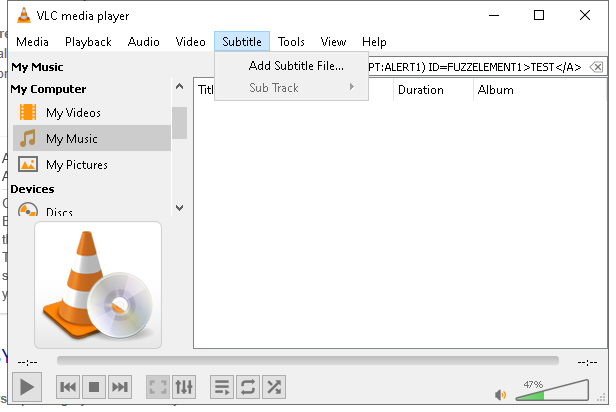 VLC media player
Media Playback Audio Video Subtitle Tools View Help
Add Subtitle File...
Sub Track
My Music
PT:ALERT1) ID=FUZZELEMENT1>TEST</A>
Duration Album
My Computer
My Videos
My Music
My Pictures
Devices
Discs
--:-- --:--
47%